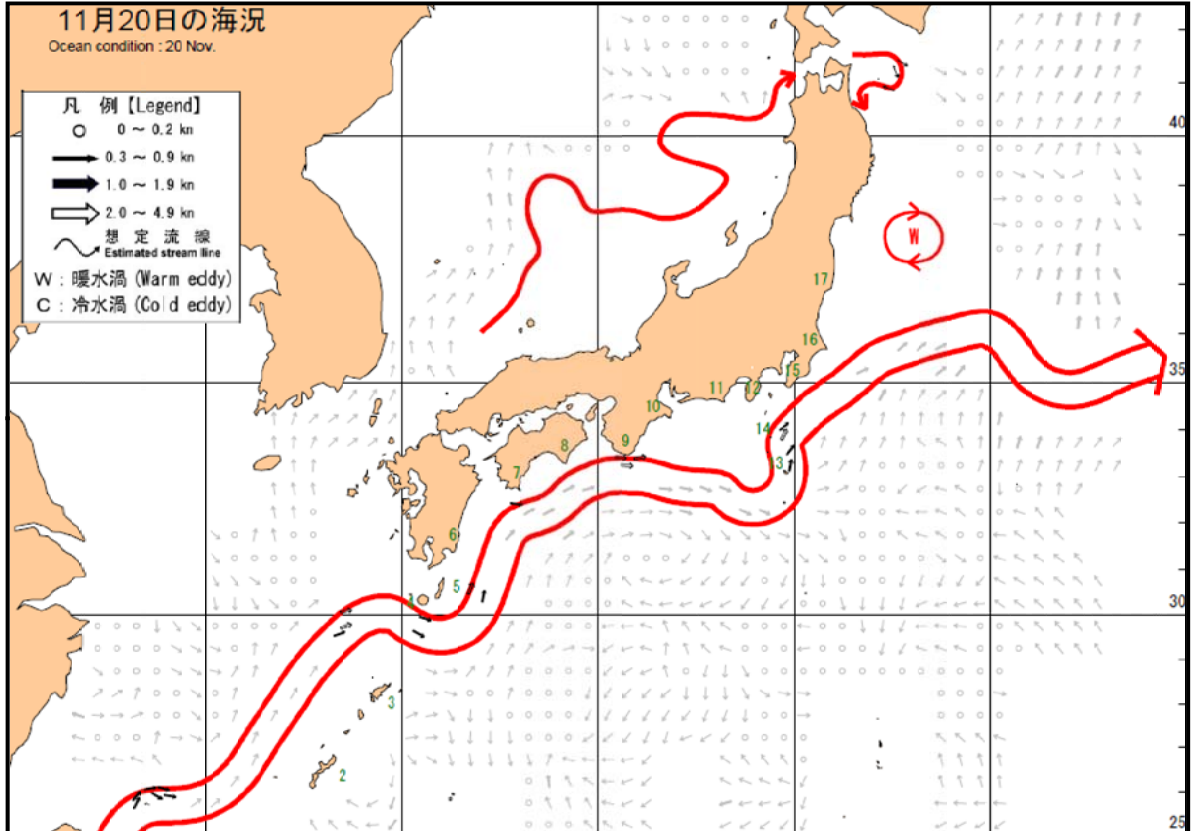 11月20日の海況
Ocean condition : 20 Nov.
凡 例【Legend】
0 ～ 0.2 kn
0.3 ～ 0.9 kn
1.0 ～ 1.9 kn
2.0 ～ 4.9 kn
想 定 流 線
Estimated stream line
W : 暖水渦 (Warm eddy)
C : 冷水渦 (Cold eddy)
40
W
17
16
35
15
12
11
10
14
9
8
13
7
6
5
30
3
2
25